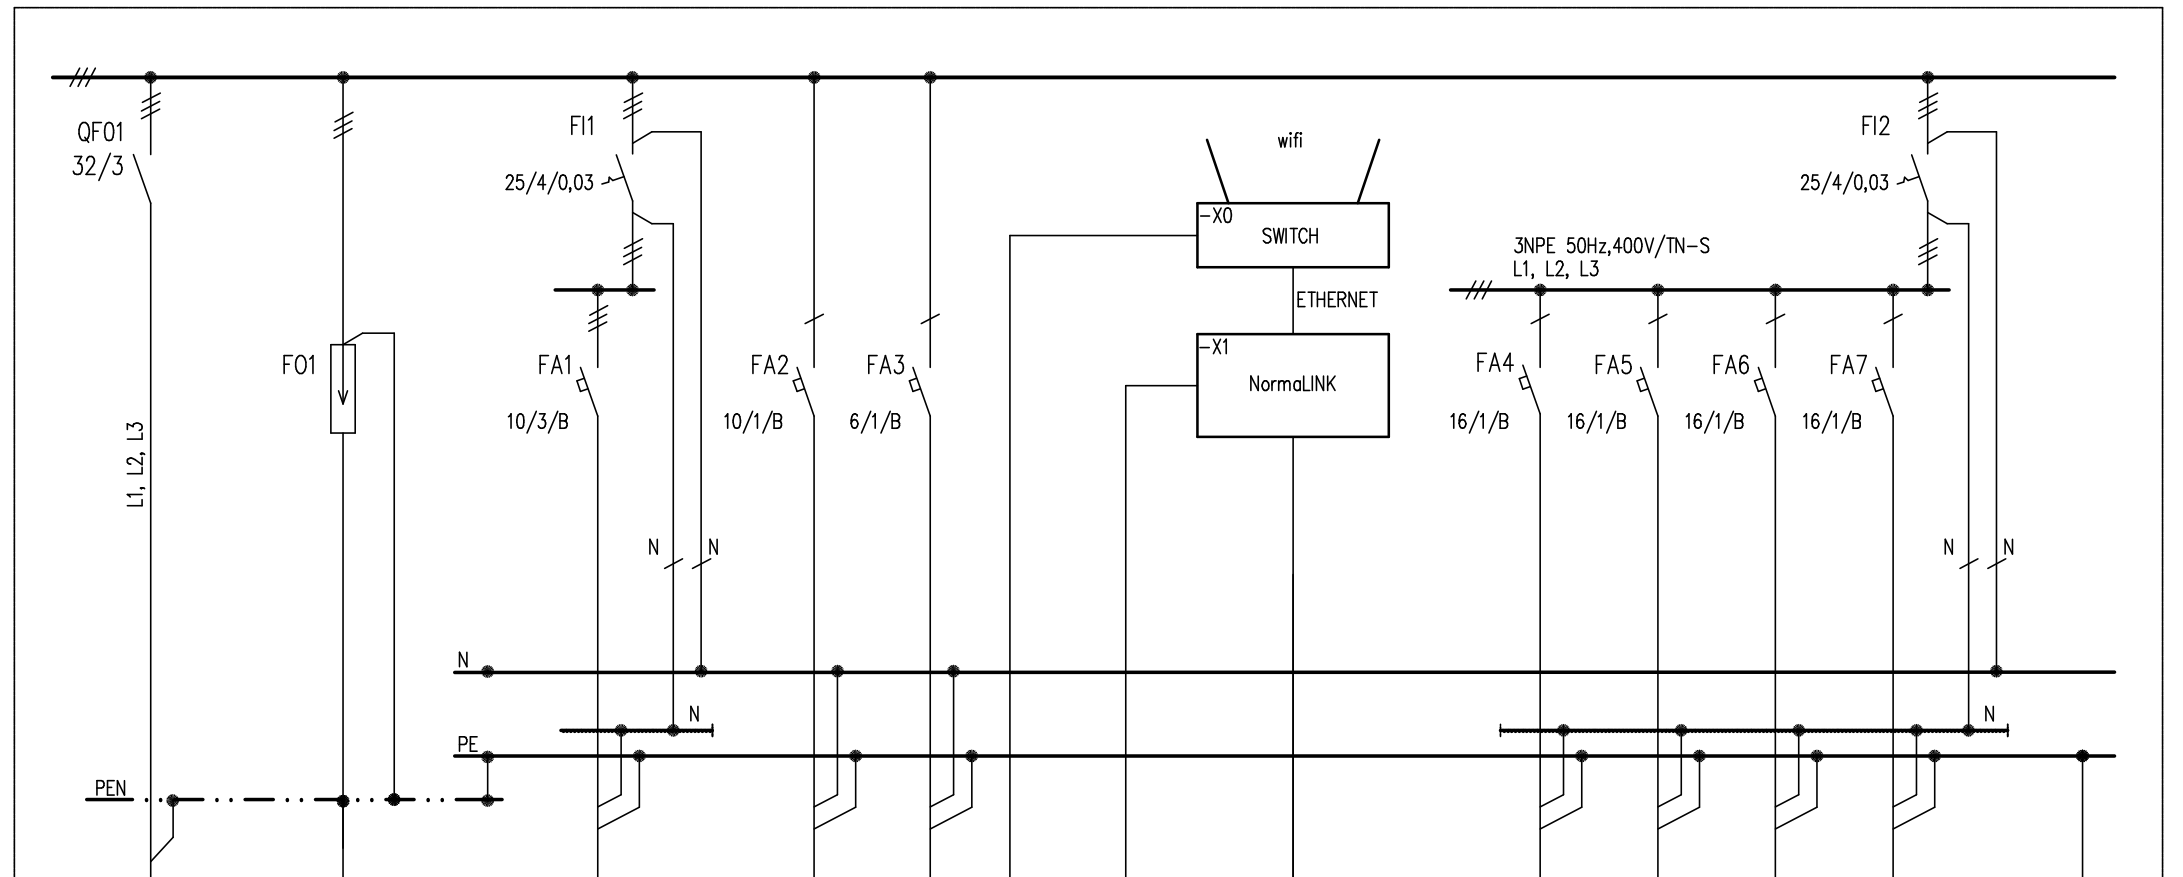 QF01
32/3
L1, L2, L3
F01
FI1
25/4/0,03
FA1
10/3/B
FA2
10/1/B
FA3
6/1/B
wifi
-X0
SWITCH
ETHERNET
-X1
NormaLINK
FI2
25/4/0,03
3NPE 50Hz,400V/TN-S
L1, L2, L3
FA4
16/1/B
FA5
16/1/B
FA6
16/1/B
FA7
16/1/B
N
N
N
N
N
N
N
PE
PEN